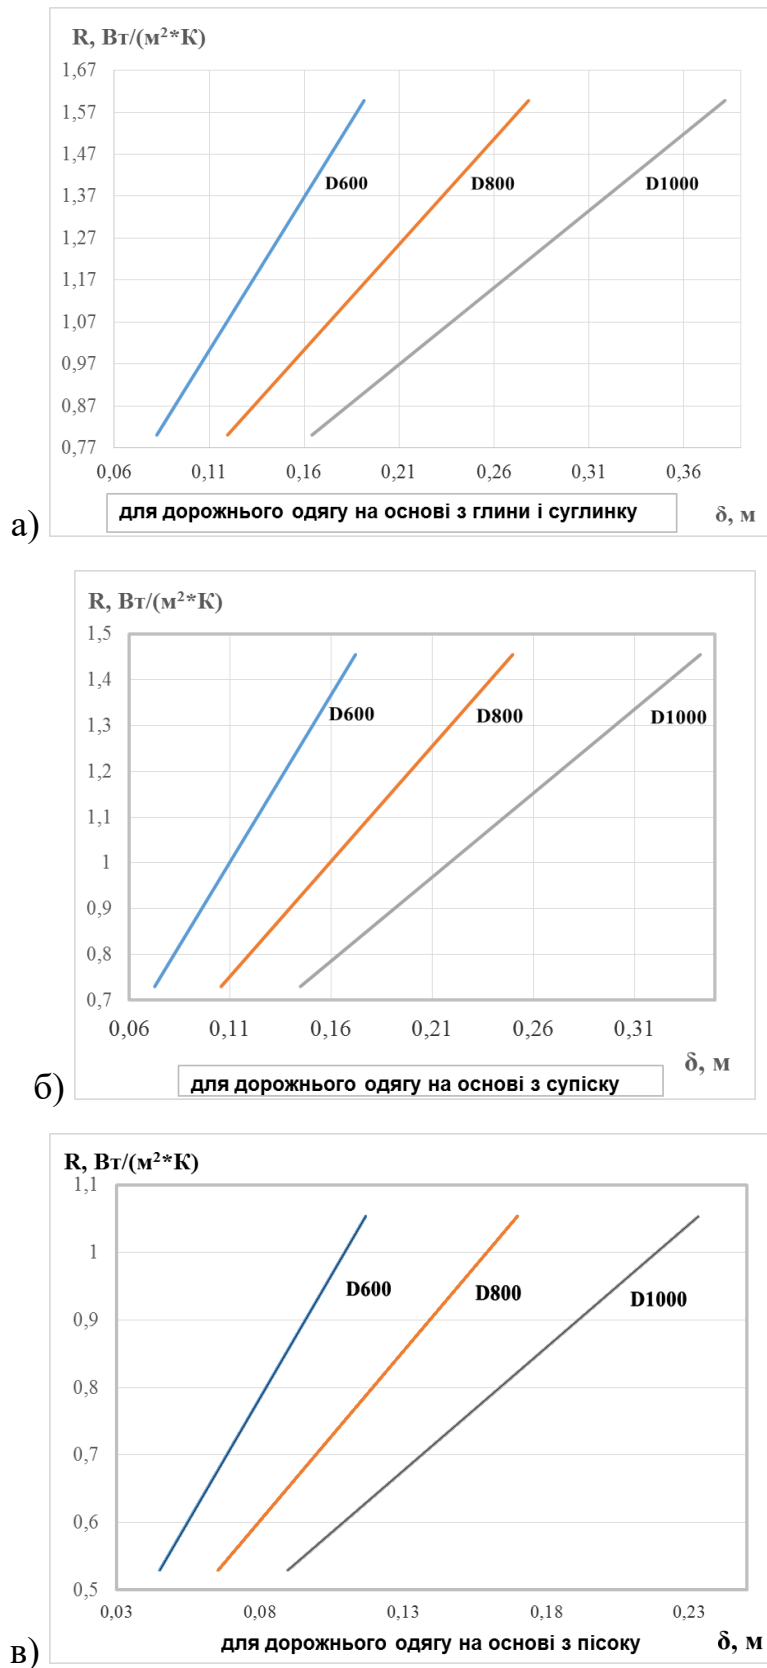 R, Вт/(м²*К)
1,67
1,57
1,47
1,37
1,27
1,17
1,07
0,97
0,87
0,77
D600
D800
D1000
0,06 0,11 0,16 0,21 0,26 0,31 0,36
для дорожнього одягу на основі з глини і суглинку
δ, м
а)
R, Вт/(м²*К)
1,5
1,4
1,3
1,2
1,1
1
0,9
0,8
0,7
D600
D800
D1000
0,06 0,11 0,16 0,21 0,26 0,31
δ, м
для дорожнього одягу на основі з супіску
б)
R, Вт/(м²*К)
1,1
1
0,9
0,8
0,7
0,6
0,5
D600
D800
D1000
0,03 0,08 0,13 0,18 0,23
для дорожнього одягу на основі з пісоку
δ, м
в)